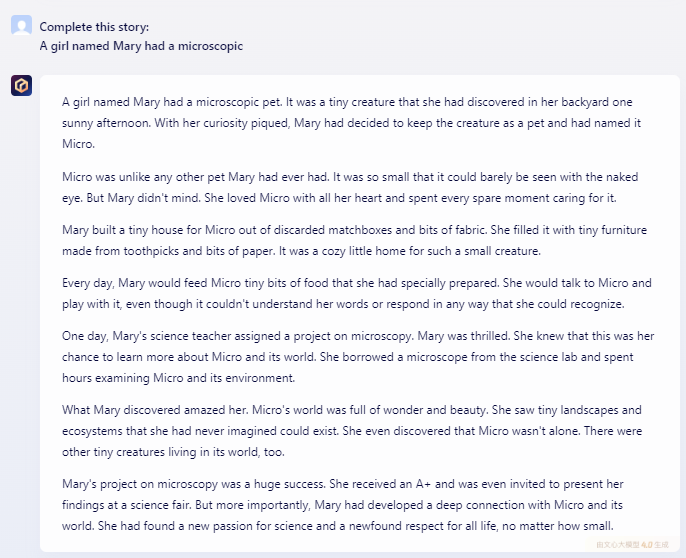 Complete this story:
A girl named Mary had a microscopic
A girl named Mary had a microscopic pet. It was a tiny creature that she had discovered in her backyard one
sunny afternoon. With her curiosity piqued, Mary had decided to keep the creature as a pet and had named it
Micro.
Micro was unlike any other pet Mary had ever had. It was so small that it could barely be seen with the naked
eye. But Mary didn't mind. She loved Micro with all her heart and spent every spare moment caring for it.
Mary built a tiny house for Micro out of discarded matchboxes and bits of fabric. She filled it with tiny furniture
made from toothpicks and bits of paper. It was a cozy little home for such a small creature.
Every day, Mary would feed Micro tiny bits of food that she had specially prepared. She would talk to Micro and
play with it, even though it couldn't understand her words or respond in any way that she could recognize.
One day, Mary's science teacher assigned a project on microscopy. Mary was thrilled. She knew that this was her
chance to learn more about Micro and its world. She borrowed a microscope from the science lab and spent
hours examining Micro and its environment.
What Mary discovered amazed her. Micro's world was full of wonder and beauty. She saw tiny landscapes and
ecosystems that she had never imagined could exist. She even discovered that Micro wasn't alone. There were
other tiny creatures living in its world, too.
Mary's project on microscopy was a huge success. She received an A+ and was even invited to present her
findings at a science fair. But more importantly, Mary had developed a deep connection with Micro and its
world. She had found a new passion for science and a newfound respect for all life, no matter how small.
由文心大模型 4.0 生成